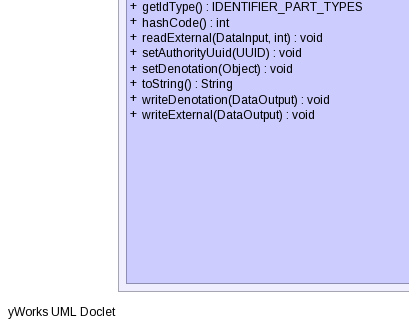 + getIdType() : IDENTIFIER_PART_TYPES
+ hashCode() : int
+ readExternal(DataInput, int) : void
+ setAuthorityUuid(UUID) : void
+ setDenotation(Object) : void
+ toString() : String
+ writeDenotation(DataOutput) : void
+ writeExternal(DataOutput) : void
yWorks UML Doclet